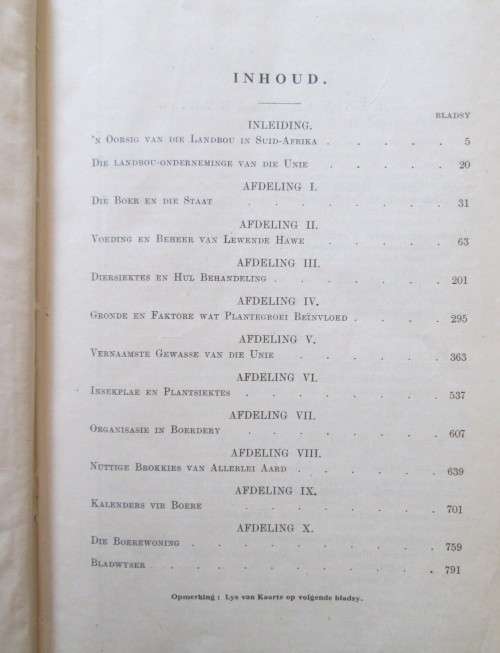 INHOUD.
BLADSY
INLEIDING.
'N OORSIG VAN DIE LANDBOU IN SUID-AFRIKA . . . . 5
DIE LANDBOU-ONDERNEMINGE VAN DIE UNIE . . . . 20
AFDELING I.
DIE BOER EN DIE STAAT . . . . . . 31
AFDELING II.
VOEDING EN BEHEER VAN LEWENDE HAWE . . . . 63
AFDELING III.
DIERSIEKTES EN HUL BEHANDELING . . . . . 201
AFDELING IV.
GRONDE EN FAKTORE WAT PLANTEGROEI BEÏNVLOED . . . 295
AFDELING V.
VERNAAMSTE GEWASSE VAN DIE UNIE . . . . . 363
AFDELING VI.
INSEKPLAE EN PLANTSIEKTES . . . . . . 537
AFDELING VII.
ORGANISASIE IN BOERDERY . . . . . . 607
AFDELING VIII.
NUTTIGE BROKKIES VAN ALLERLEI AARD . . . . . 639
AFDELING IX.
KALENDERS VIR BOERE . . . . . . 701
AFDELING X.
DIE BOEREWONING . . . . . . . 759
BLADWYSER . . . . . . . 791
Opmerking : Lys van Kaarte op volgende bladsy.